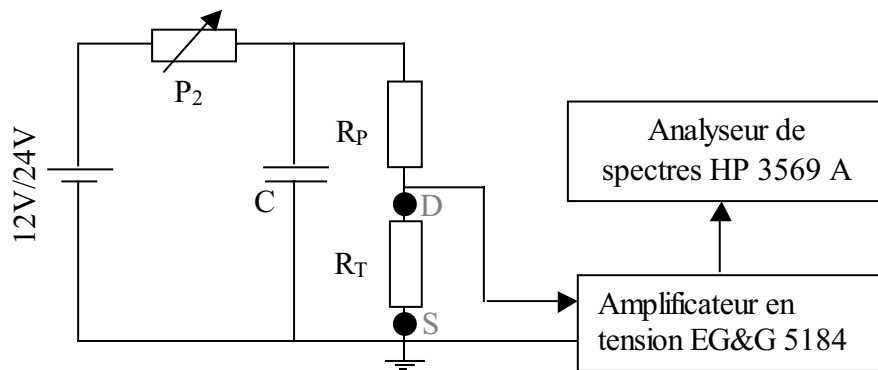 12V/24V
P2
C
RP
D
RT
S
Analyseur de
spectres HP 3569 A
Amplificateur en
tension EG&G 5184